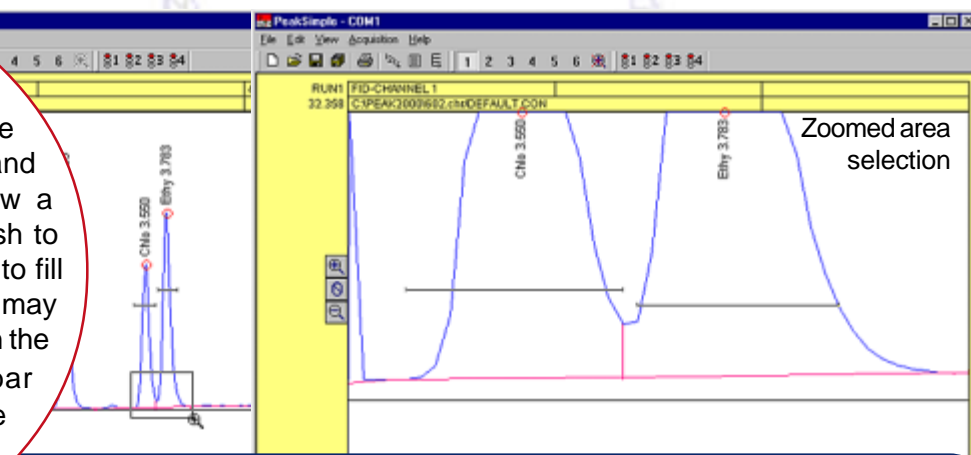 4 5 6 1 2 3 4
e
and
w a
sh to
to fill
may
n the
bar
e
Chlo 3.550
Ethy 3.783
PeakSimple - COM1
File Edit View Acquisition Help
1 2 3 4 5 6 1 2 3 4
RUN1 FID-CHANNEL 1
32.358 C:\PEAK2000\602.chr/DEFAULT.CON
Chlo 3.550
Ethy 3.783
Zoomed area
selection